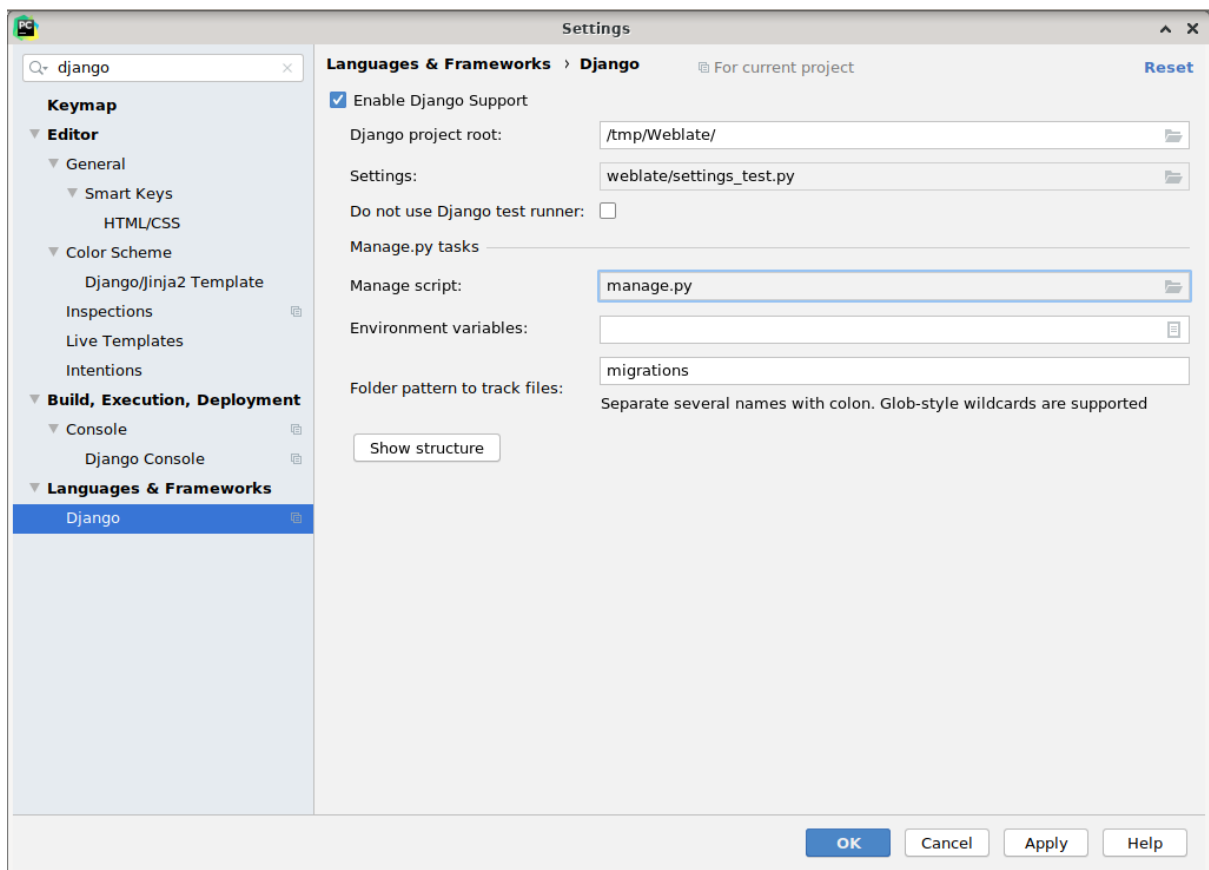 PC
Settings
django
Keymap
Editor
General
Smart Keys
HTML/CSS
Color Scheme
Django/Jinja2 Template
Inspections
Live Templates
Intentions
Build, Execution, Deployment
Console
Django Console
Languages & Frameworks
Django
Languages & Frameworks › Django
For current project
Reset
Enable Django Support
Django project root: /tmp/Weblate/
Settings: weblate/settings_test.py
Do not use Django test runner:
Manage.py tasks
Manage script: manage.py
Environment variables:
Folder pattern to track files: migrations
Separate several names with colon. Glob-style wildcards are supported
Show structure
OK Cancel Apply Help